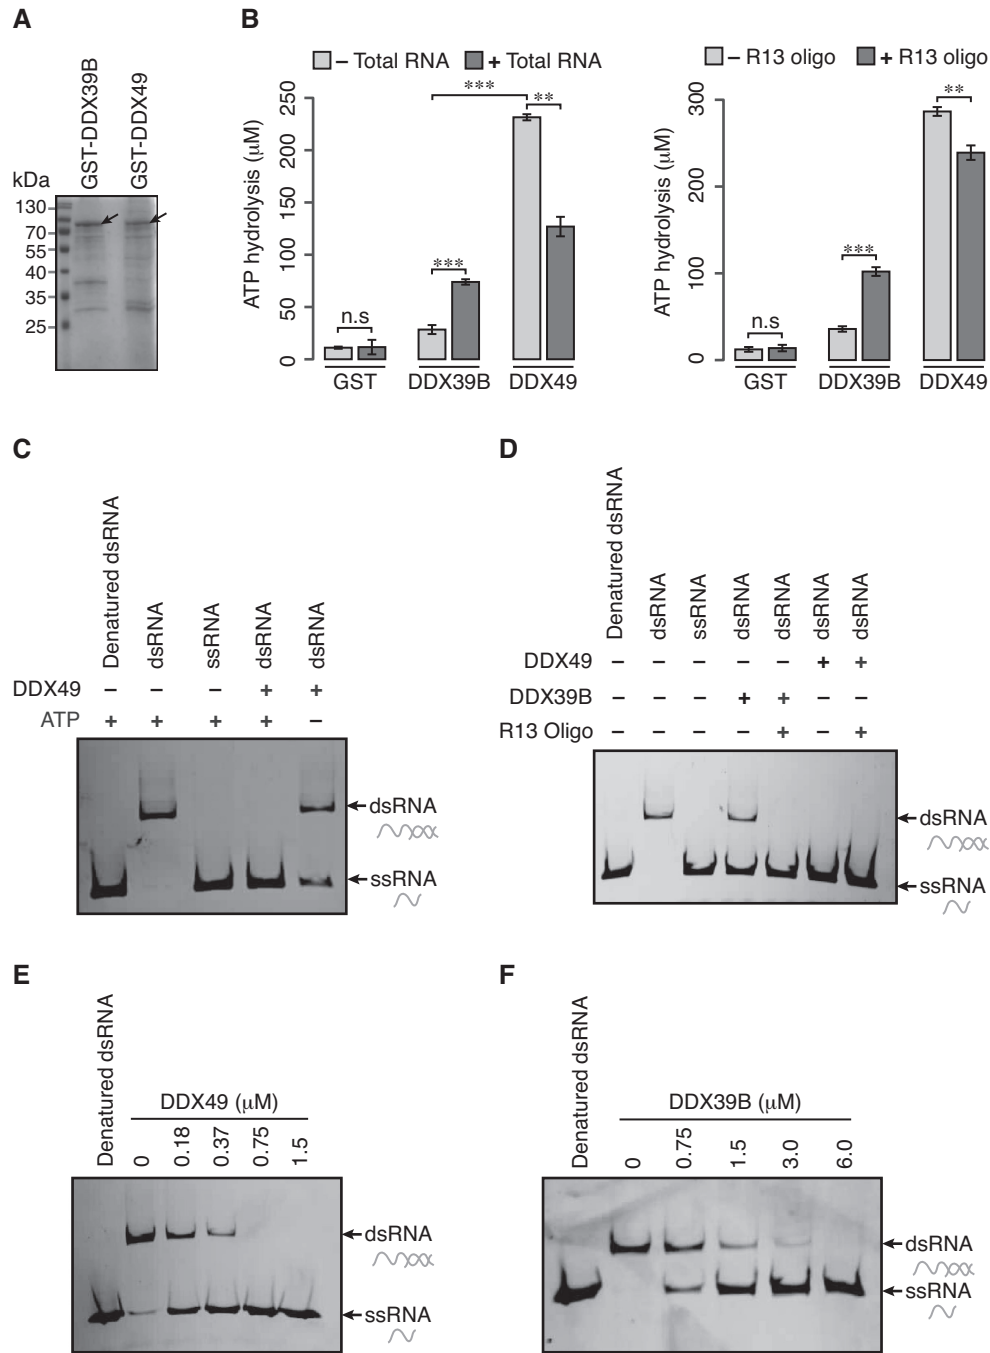 A
GST-DDX39B
GST-DDX49
kDa
130
70
55
40
35
25
B
– Total RNA + Total RNA
ATP hydrolysis (μM)
250
200
150
100
50
0
n.s
***
***
**
GST DDX39B DDX49
– R13 oligo + R13 oligo
ATP hydrolysis (μM)
300
200
100
0
n.s
***
**
GST DDX39B DDX49
C
Denatured dsRNA
dsRNA
ssRNA
dsRNA
dsRNA
DDX49 – – – + +
ATP + + + + –
dsRNA
ssRNA
D
Denatured dsRNA
dsRNA
ssRNA
dsRNA
dsRNA
dsRNA
dsRNA
DDX49 – – – – – + +
DDX39B – – – + + – –
R13 Oligo – – – – + – +
dsRNA
ssRNA
E
Denatured dsRNA
DDX49 (μM)
0 0.18 0.37 0.75 1.5
dsRNA
ssRNA
F
Denatured dsRNA
DDX39B (μM)
0 0.75 1.5 3.0 6.0
dsRNA
ssRNA